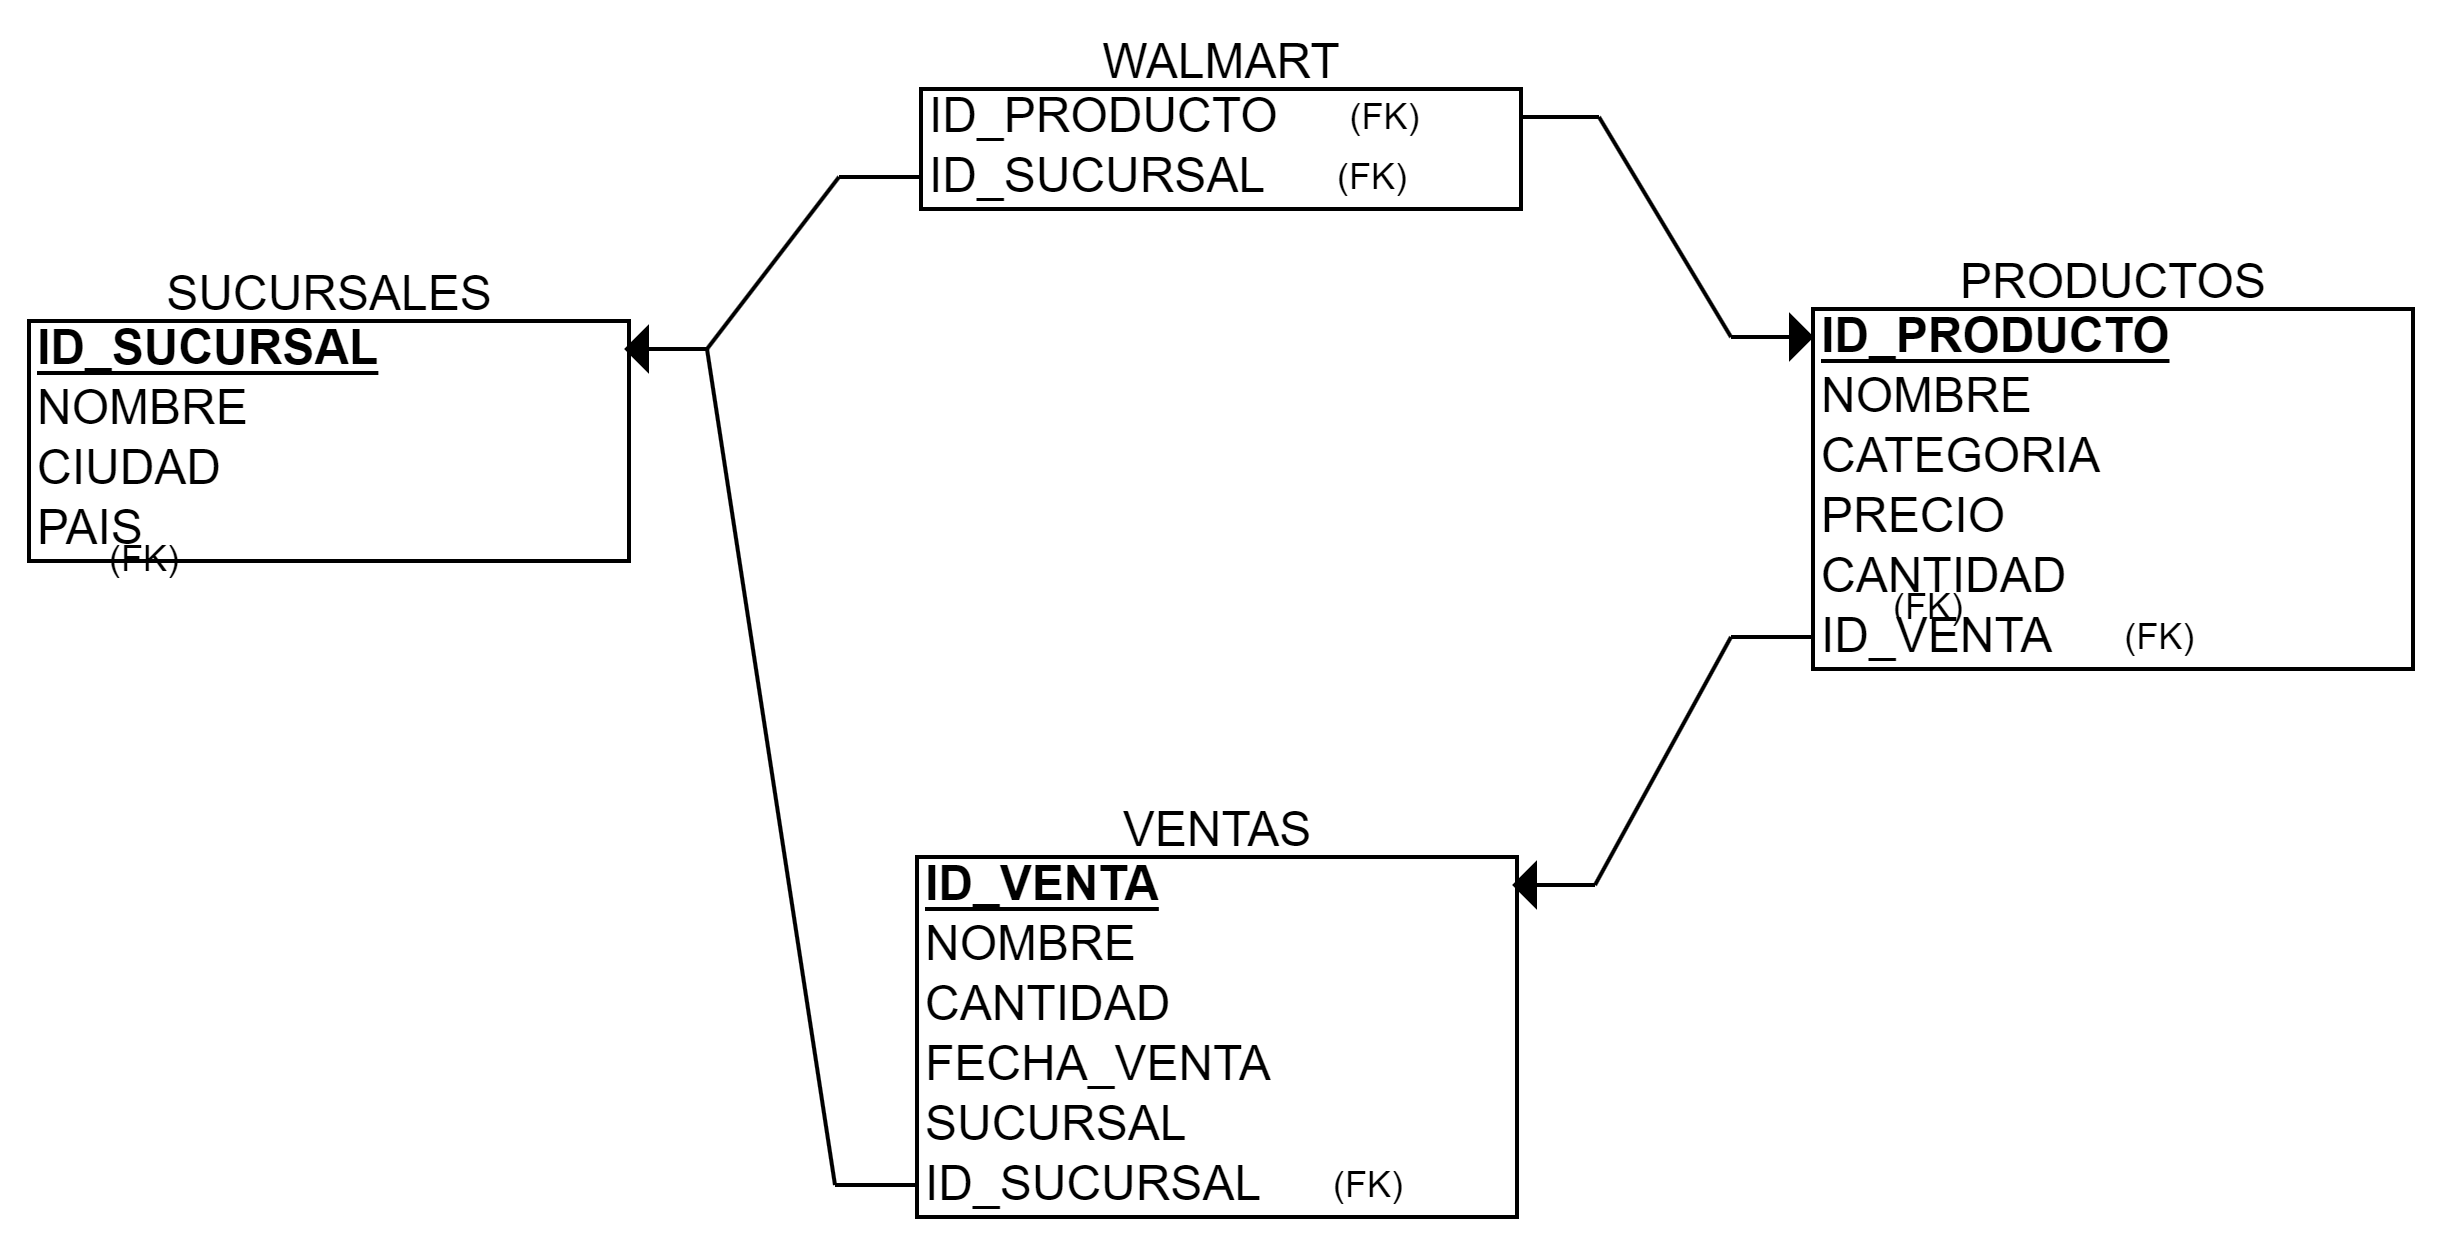 WALMART
ID_PRODUCTO (FK)
ID_SUCURSAL (FK)
SUCURSALES
ID_SUCURSAL
NOMBRE
CIUDAD
PAIS
(FK)
PRODUCTOS
ID_PRODUCTO
NOMBRE
CATEGORIA
PRECIO
CANTIDAD
(FK)
ID_VENTA (FK)
VENTAS
ID_VENTA
NOMBRE
CANTIDAD
FECHA_VENTA
SUCURSAL
ID_SUCURSAL (FK)